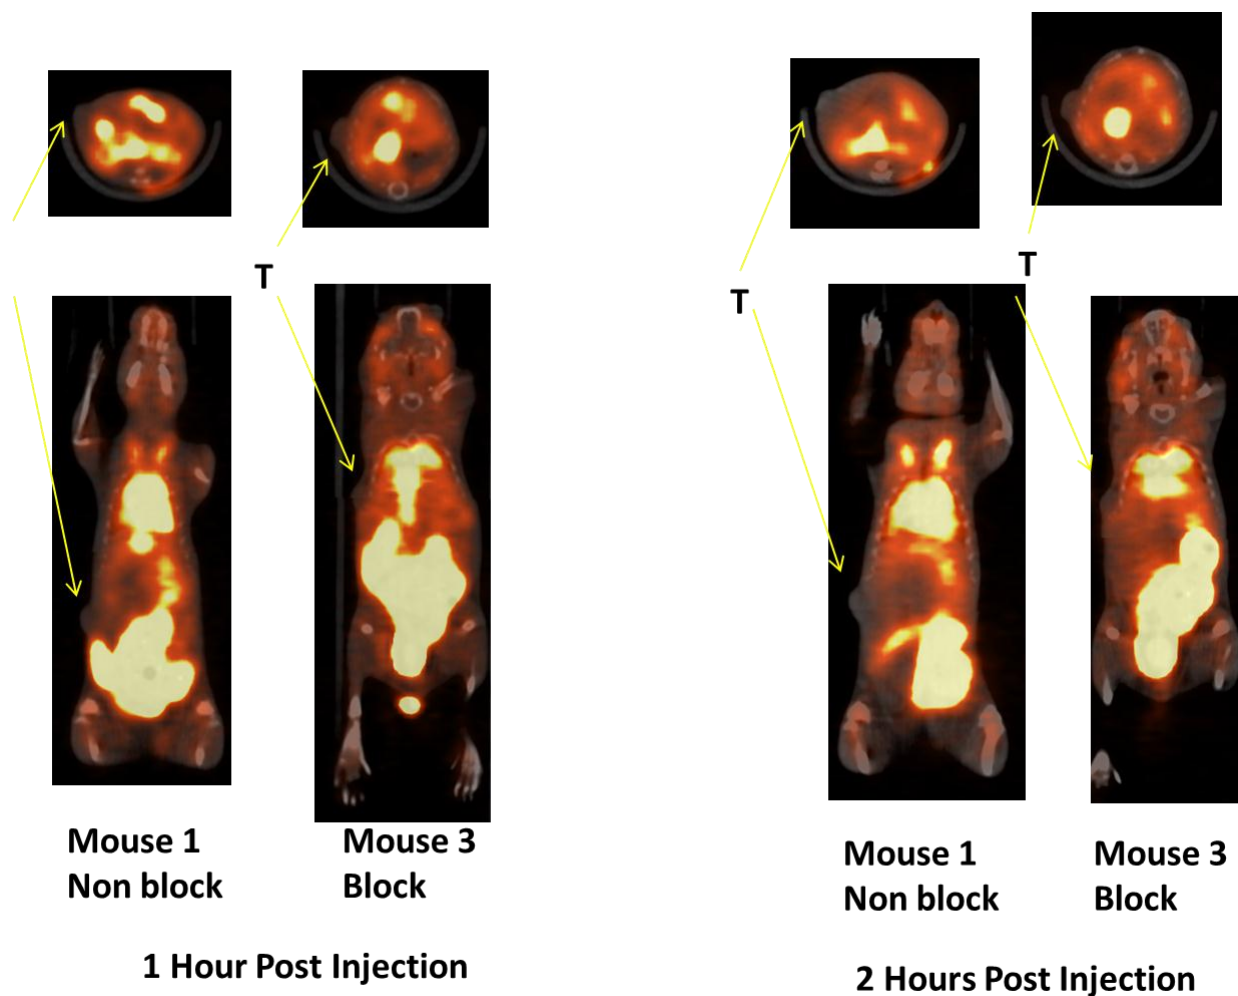 T
T
T
Mouse 1
Non block
Mouse 3
Block
1 Hour Post Injection
Mouse 1
Non block
Mouse 3
Block
2 Hours Post Injection